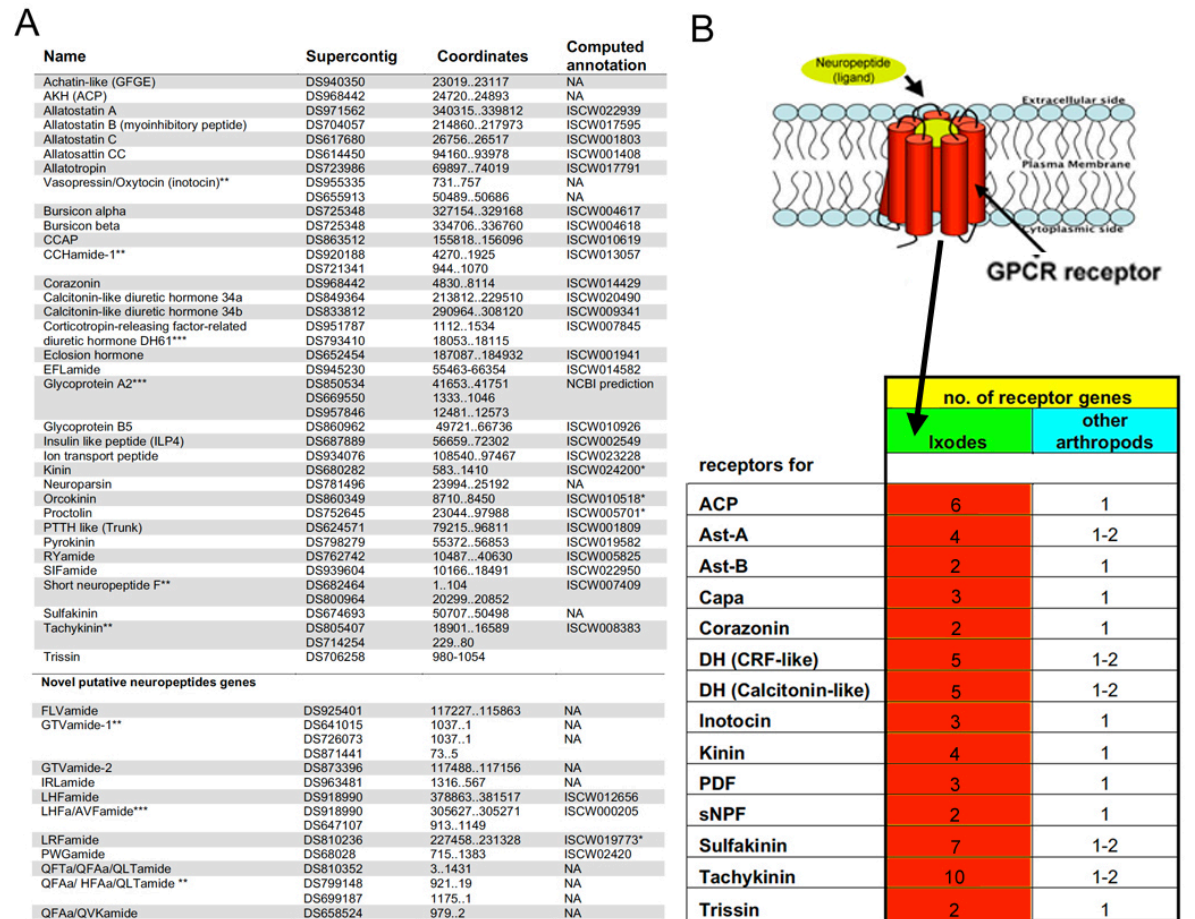 A
Name Supercontig Coordinates Computed annotation
Achatin-like (GFGE) DS940350 23019..23117 NA
AKH (ACP) DS968442 24720..24893 NA
Allatostatin A DS971562 340315..339812 ISCW022939
Allatostatin B (myoinhibitory peptide) DS704057 214860..217973 ISCW017595
Allatostatin C DS617680 26756..26517 ISCW001803
Allatosattin CC DS614450 94160..93978 ISCW001408
Allatotropin DS723986 69897..74019 ISCW017791
Vasopressin/Oxytocin (inotocin)** DS955335 731..757 NA
DS655913 50489..50686 NA
Bursicon alpha DS725348 327154..329168 ISCW004617
Bursicon beta DS725348 334706..336760 ISCW004618
CCAP DS863512 155818..156096 ISCW010619
CCHamide-1** DS920188 4270..1925 ISCW013057
DS721341 944..1070
Corazonin DS968442 4830..8114 ISCW014429
Calcitonin-like diuretic hormone 34a DS849364 213812..229510 ISCW020490
Calcitonin-like diuretic hormone 34b DS833812 290964..308120 ISCW009341
Corticotropin-releasing factor-related DS951787 1112..1534 ISCW007845
diuretic hormone DH61*** DS793410 18053..18115
Eclosion hormone DS652454 187087..184932 ISCW001941
EFLamide DS945230 55463-66354 ISCW014582
Glycoprotein A2*** DS850534 41653..41751 NCBI prediction
DS669550 1333..1046
DS957846 12481..12573
Glycoprotein B5 DS860962 49721..66736 ISCW010926
Insulin like peptide (ILP4) DS687889 56659..72302 ISCW002549
Ion transport peptide DS934076 108540..97467 ISCW023228
Kinin DS680282 583..1410 ISCW024200*
Neuroparsin DS781496 23994..25192 NA
Orcokinin DS860349 8710..8450 ISCW010518*
Proctolin DS752645 23044..97988 ISCW005701*
PTTH like (Trunk) DS624571 79215..96811 ISCW001809
Pyrokinin DS798279 55372..56853 ISCW019582
RYamide DS762742 10487...40630 ISCW005825
SIFamide DS939604 10166..18491 ISCW022950
Short neuropeptide F** DS682464 1..104 ISCW007409
DS800964 20299..20852
Sulfakinin DS674693 50707..50498 NA
Tachykinin** DS805407 18901..16589 ISCW008383
DS714254 229..80
Trissin DS706258 980-1054
Novel putative neuropeptides genes
FLVamide DS925401 117227..115863 NA
GTVamide-1** DS641015 1037..1 NA
DS726073 1037..1 NA
DS871441 73..5
GTVamide-2 DS873396 117488..117156 NA
IRLamide DS963481 1316..567 NA
LHFamide DS918990 378863..381517 ISCW012656
LHFa/AVFamide*** DS918990 305627..305271 ISCW000205
DS647107 913..1149
LRFamide DS810236 227458..231328 ISCW019773*
PWGamide DS68028 715..1383 ISCW02420
QFTa/QFAa/QLTamide DS810352 3..1431 NA
QFAa/ HFAa/QLTamide ** DS799148 921..19 NA
DS699187 1175..1 NA
QFAa/QVKamide DS658524 979..2 NA
B
Neuropeptide
(ligand)
Extracellular side
Plasma Membrane
Cytoplasmic side
GPCR receptor
no. of receptor genes
Ixodes other arthropods
receptors for
ACP 6 1
Ast-A 4 1-2
Ast-B 2 1
Capa 3 1
Corazonin 2 1
DH (CRF-like) 5 1-2
DH (Calcitonin-like) 5 1-2
Inotocin 3 1
Kinin 4 1
PDF 3 1
sNPF 2 1
Sulfakinin 7 1-2
Tachykinin 10 1-2
Trissin 2 1